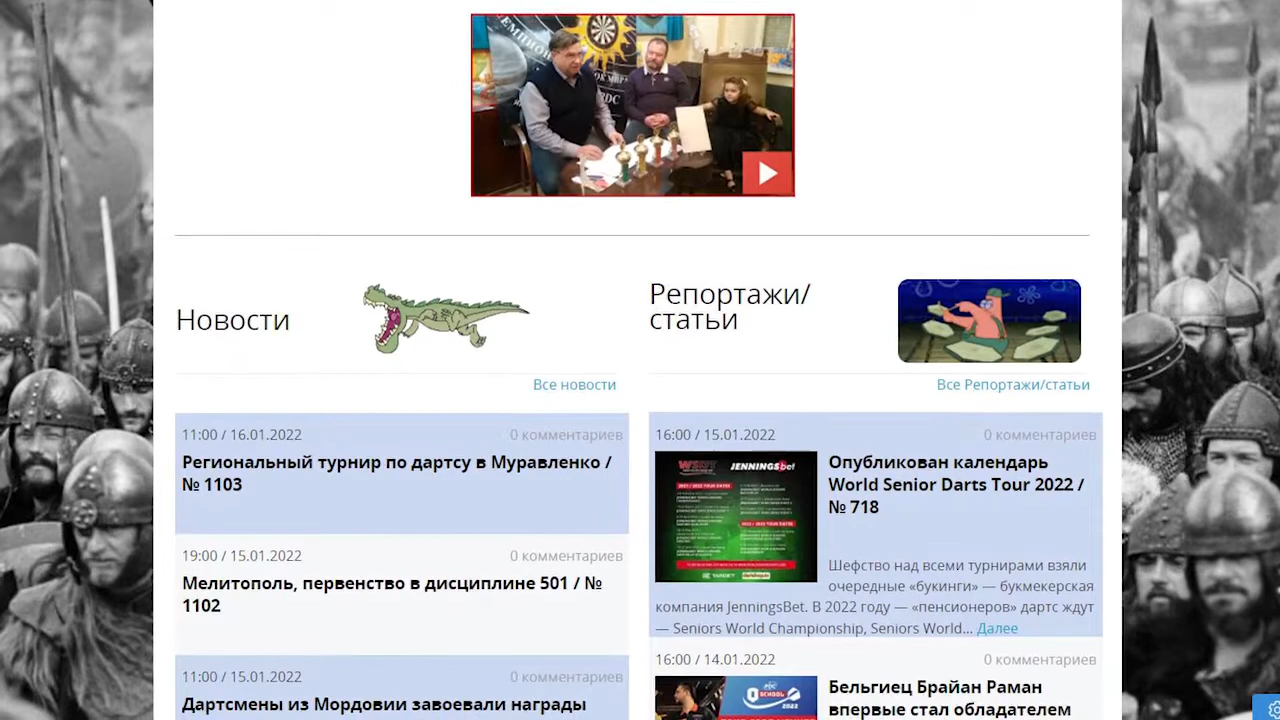 Новости
Все новости
11:00 / 16.01.2022
0 комментариев
Региональный турнир по дартсу в Муравленко /
№ 1103
19:00 / 15.01.2022
0 комментариев
Мелитополь, первенство в дисциплине 501 / №
1102
11:00 / 15.01.2022
0 комментариев
Дартсмены из Мордовии завоевали награды
Репортажи/
статьи
Все Репортажи/статьи
16:00 / 15.01.2022
0 комментариев
JENNINGSbet
Опубликован календарь
World Senior Darts Tour 2022 /
№ 718
Шефство над всеми турнирами взяли
очередные «букинги» — букмекерская
компания JenningsBet. В 2022 году — «пенсионеров» дартс ждут
— Seniors World Championship, Seniors World... Далее
16:00 / 14.01.2022
0 комментариев
SCHOOL
2022
Бельгиец Брайан Раман
впервые стал обладателем